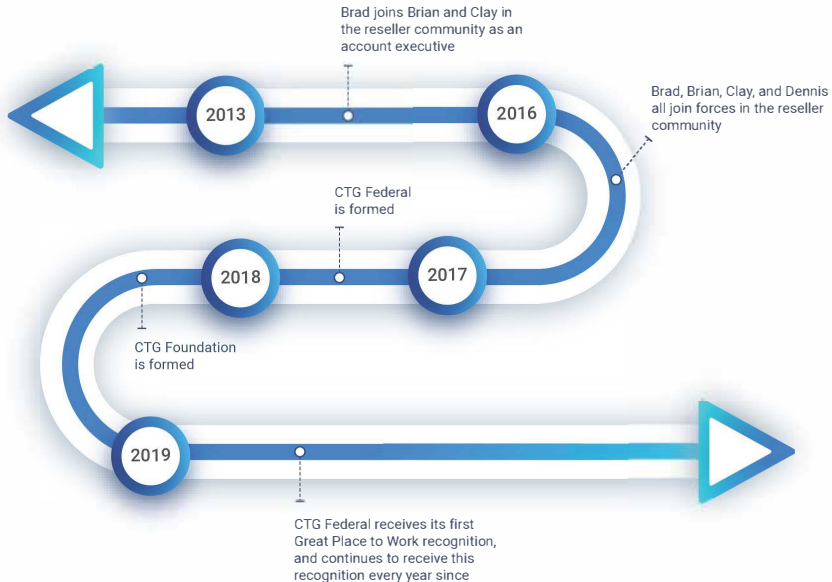 Brad joins Brian and Clay in
the reseller community as an
account executive
2013
2016
Brad, Brian, Clay, and Dennis
all join forces in the reseller
community
CTG Federal
is formed
2018
2017
CTG Foundation
is formed
2019
CTG Federal receives its first
Great Place to Work recognition,
and continues to receive this
recognition every year since